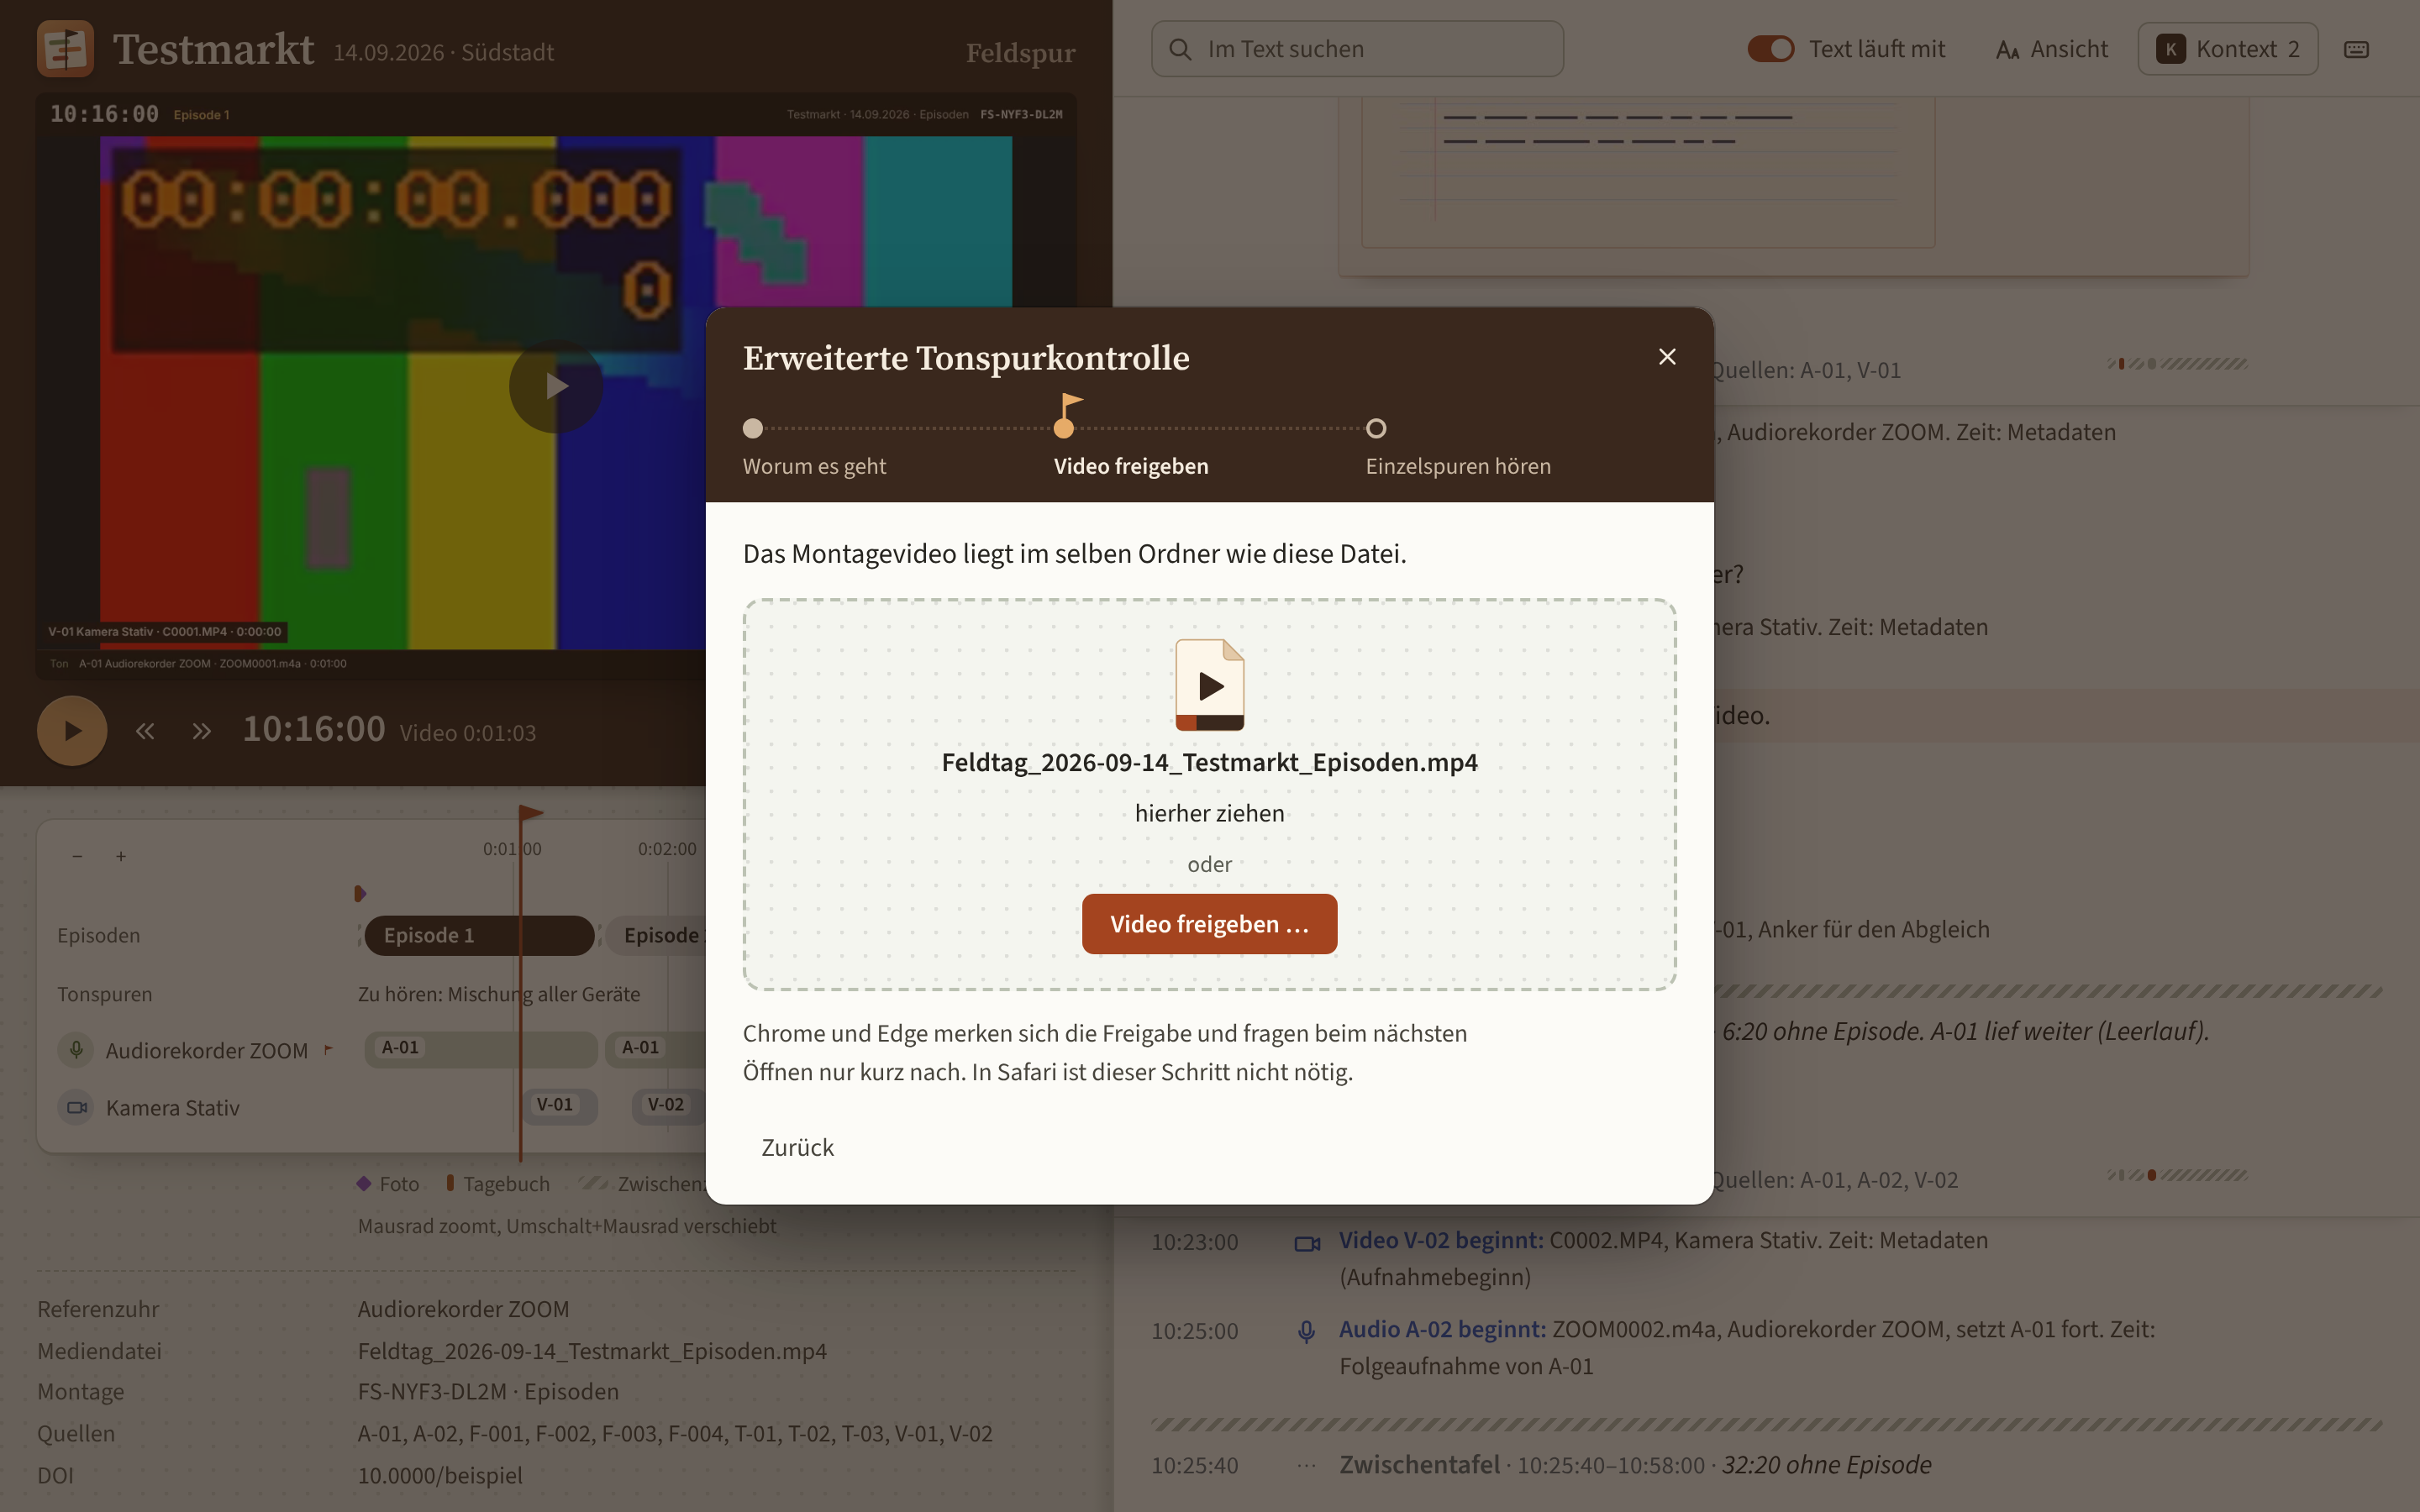 Testmarkt 14.09.2026 · Südstadt
Feldspur
10:16:00 Episode 1
Testmarkt · 14.09.2026 · Episoden FS-NYF3-DL2M
00:00:00.000
0
V-01 Kamera Stativ · C0001.MP4 · 0:00:00
Ton A-01 Audiorekorder ZOOM · ZOOM0001.m4a · 0:01:00
10:16:00 Video 0:01:03
− +
0:01:00 0:02:00
Episoden
Episode 1
Episode
Tonspuren
Zu hören: Mischung aller Geräte
Audiorekorder ZOOM
A-01
A-01
Kamera Stativ
V-01
V-02
Foto
Tagebuch
Mausrad zoomt, Umschalt+Mausrad verschiebt
Referenzuhr Audiorekorder ZOOM
Mediendatei Feldtag_2026-09-14_Testmarkt_Episoden.mp4
Montage FS-NYF3-DL2M · Episoden
Quellen A-01, A-02, F-001, F-002, F-003, F-004, T-01, T-02, T-03, V-01, V-02
DOI 10.0000/beispiel
Im Text suchen
Text läuft mit
Ansicht
K Kontext 2
Erweiterte Tonspurkontrolle
Worum es geht
Video freigeben
Einzelspuren hören
Das Montagevideo liegt im selben Ordner wie diese Datei.
Feldtag_2026-09-14_Testmarkt_Episoden.mp4
hierher ziehen
oder
Video freigeben …
Chrome und Edge merken sich die Freigabe und fragen beim nächsten
Öffnen nur kurz nach. In Safari ist dieser Schritt nicht nötig.
Zurück
Quellen: A-01, V-01
, Audiorekorder ZOOM. Zeit: Metadaten
er?
Stativ. Zeit: Metadaten
ideo.
-01, Anker für den Abgleich
6:20 ohne Episode. A-01 lief weiter (Leerlauf).
Quellen: A-01, A-02, V-02
10:23:00 Video V-02 beginnt: C0002.MP4, Kamera Stativ. Zeit: Metadaten
(Aufnahmebeginn)
10:25:00 Audio A-02 beginnt: ZOOM0002.m4a, Audiorekorder ZOOM, setzt A-01 fort. Zeit:
Folgeaufnahme von A-01
10:25:40 ··· Zwischentafel · 10:25:40–10:58:00 · 32:20 ohne Episode